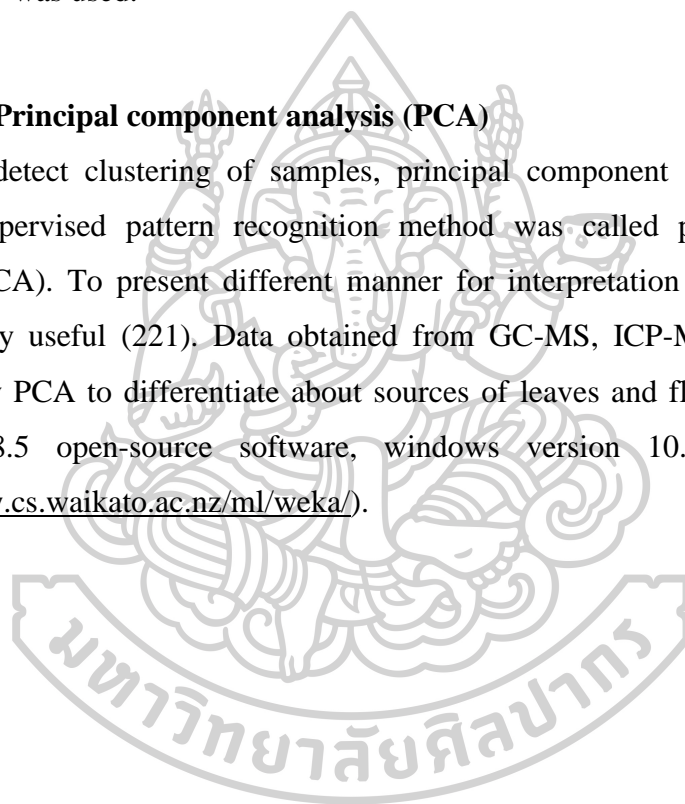 was used.
Principal component analysis (PCA)
detect clustering of samples, principal component
pervised pattern recognition method was called p
CA). To present different manner for interpretation
y useful (221). Data obtained from GC-MS, ICP-M
PCA to differentiate about sources of leaves and fl
8.5 open-source software, windows version 10.
.cs.waikato.ac.nz/ml/weka/).
มหาวิทยาลัยศิลปากร